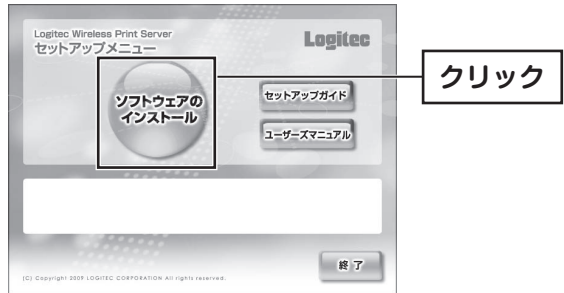 Logitec Wireless Print Server
セットアップメニュー
Logitec
ソフトウェアの
インストール
セットアップガイド
ユーザーズマニュアル
クリック
終了
(C) Copyright 2009 LOGITEC CORPORATION All rights reserved.